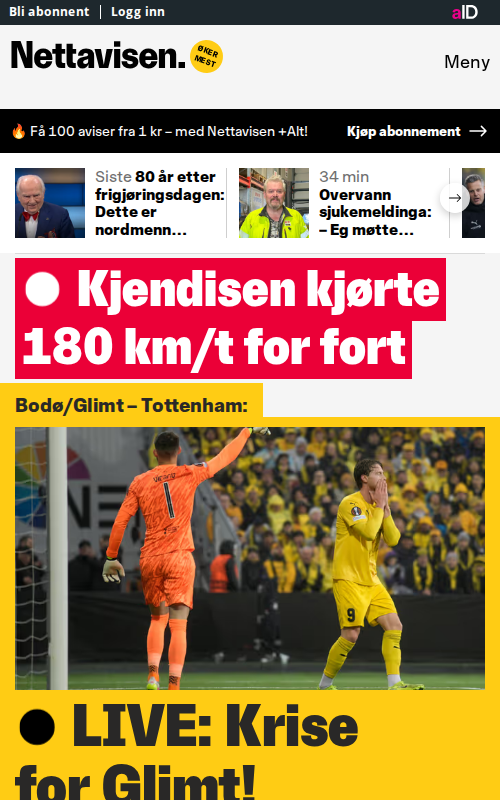 Bli abonnent
Logg inn
aID
Nettavisen.
ØKER
MEST
Meny
🔥 Få 100 aviser fra 1 kr – med Nettavisen +Alt!
Kjøp abonnement →
Siste 80 år etter
frigjøringsdagen:
Dette er
nordmenn...
34 min
Overvann
sjukemeldinga:
– Eg møtte...
Kjendisen kjørte
180 km/t for fort
Bodø/Glimt – Tottenham:
1
9
LIVE: Krise
for Glimt!